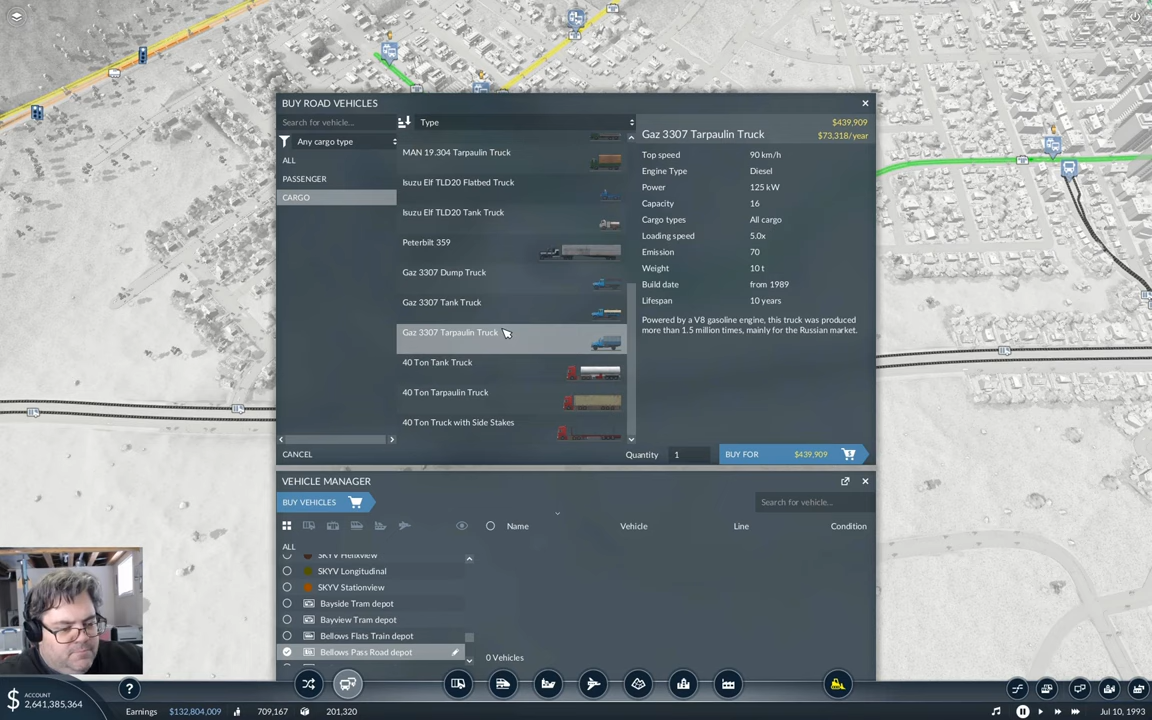 BUY ROAD VEHICLES
Search for vehicle...
Type
Any cargo type
ALL
PASSENGER
CARGO
MAN 19.304 Tarpaulin Truck
Isuzu Elf TLD20 Flatbed Truck
Isuzu Elf TLD20 Tank Truck
Peterbilt 359
Gaz 3307 Dump Truck
Gaz 3307 Tank Truck
Gaz 3307 Tarpaulin Truck
40 Ton Tank Truck
40 Ton Tarpaulin Truck
40 Ton Truck with Side Stakes
$439,909
Gaz 3307 Tarpaulin Truck $73,318/year
Top speed 90 km/h
Engine Type Diesel
Power 125 kW
Capacity 16
Cargo types All cargo
Loading speed 5.0x
Emission 70
Weight 10 t
Build date from 1989
Lifespan 10 years
Powered by a V8 gasoline engine, this truck was produced
more than 1.5 million times, mainly for the Russian market.
CANCEL
Quantity 1 BUY FOR $439,909
VEHICLE MANAGER
BUY VEHICLES
Search for vehicle...
Name Vehicle Line Condition
ALL
SKYV Longitudinal
SKYV Stationview
Bayside Tram depot
Bayview Tram depot
Bellows Flats Train depot
Bellows Pass Road depot
0 Vehicles
$ ACCOUNT
2,641,385,364
?
Earnings $132,804,009 709,167 201,320
Jul 10, 1993